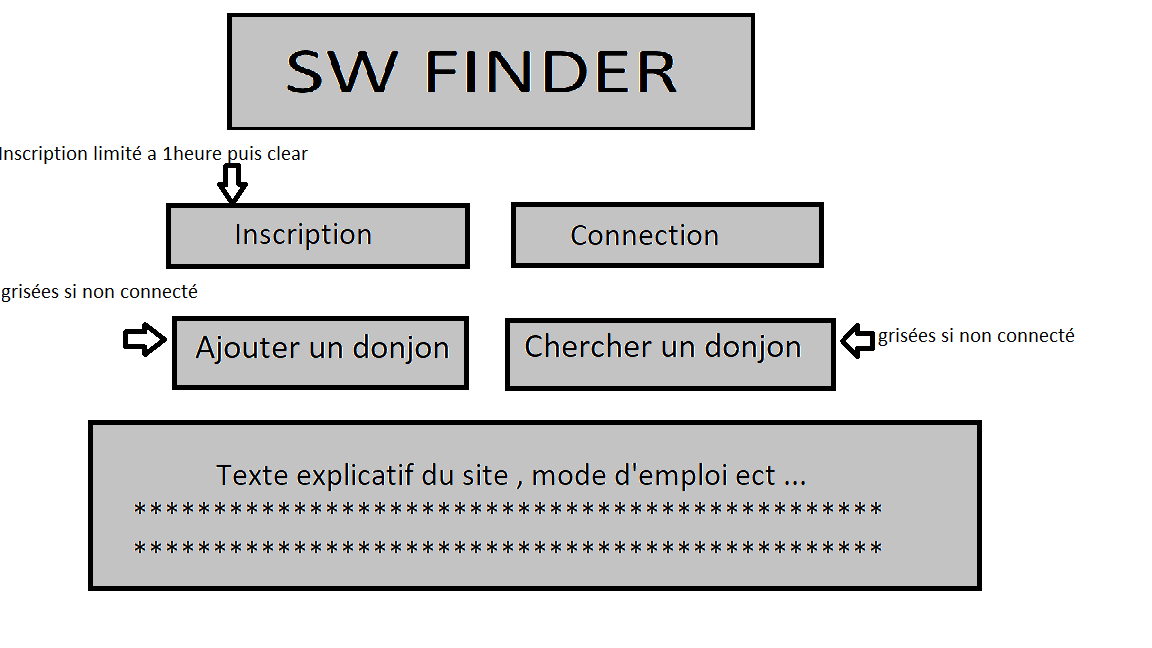 SW FINDER
Inscription limité a 1heure puis clear
Inscription
Connection
grisées si non connecté
Ajouter un donjon
Chercher un donjon
grisées si non connecté
Texte explicatif du site , mode d'emploi ect ...
***********************************************
***********************************************